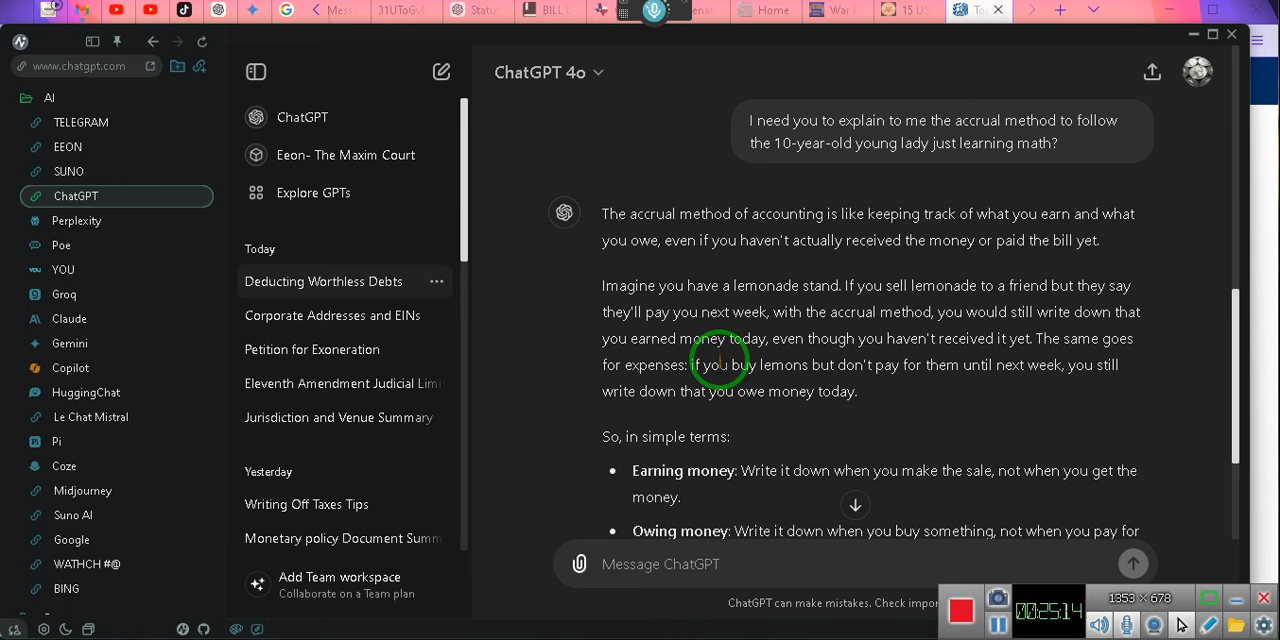 Mess
31UToGvN
Statu
BILL D
enat
Home
War F
15 US
To
www.chatgpt.com
AI
TELEGRAM
EEON
SUNO
ChatGPT
Perplexity
Poe
YOU
Groq
Claude
Gemini
Copilot
HuggingChat
Le Chat Mistral
Pi
Coze
Midjourney
Suno AI
Google
WATHCH #@
BING
ChatGPT
Eeon- The Maxim Court
Explore GPTs
Today
Deducting Worthless Debts
Corporate Addresses and EINs
Petition for Exoneration
Eleventh Amendment Judicial Limi
Jurisdiction and Venue Summary
Yesterday
Writing Off Taxes Tips
Monetary policy Document Summ
Add Team workspace
Collaborate on a Team plan
ChatGPT 4o
I need you to explain to me the accrual method to follow
the 10-year-old young lady just learning math?
The accrual method of accounting is like keeping track of what you earn and what
you owe, even if you haven't actually received the money or paid the bill yet.
Imagine you have a lemonade stand. If you sell lemonade to a friend but they say
they'll pay you next week, with the accrual method, you would still write down that
you earned money today, even though you haven't received it yet. The same goes
for expenses: if you buy lemons but don't pay for them until next week, you still
write down that you owe money today.
So, in simple terms:
Earning money: Write it down when you make the sale, not when you get the
money.
Owing money: Write it down when you buy something, not when you pay for
Message ChatGPT
ChatGPT can make mistakes. Check impor
1353 × 678
00:25:14